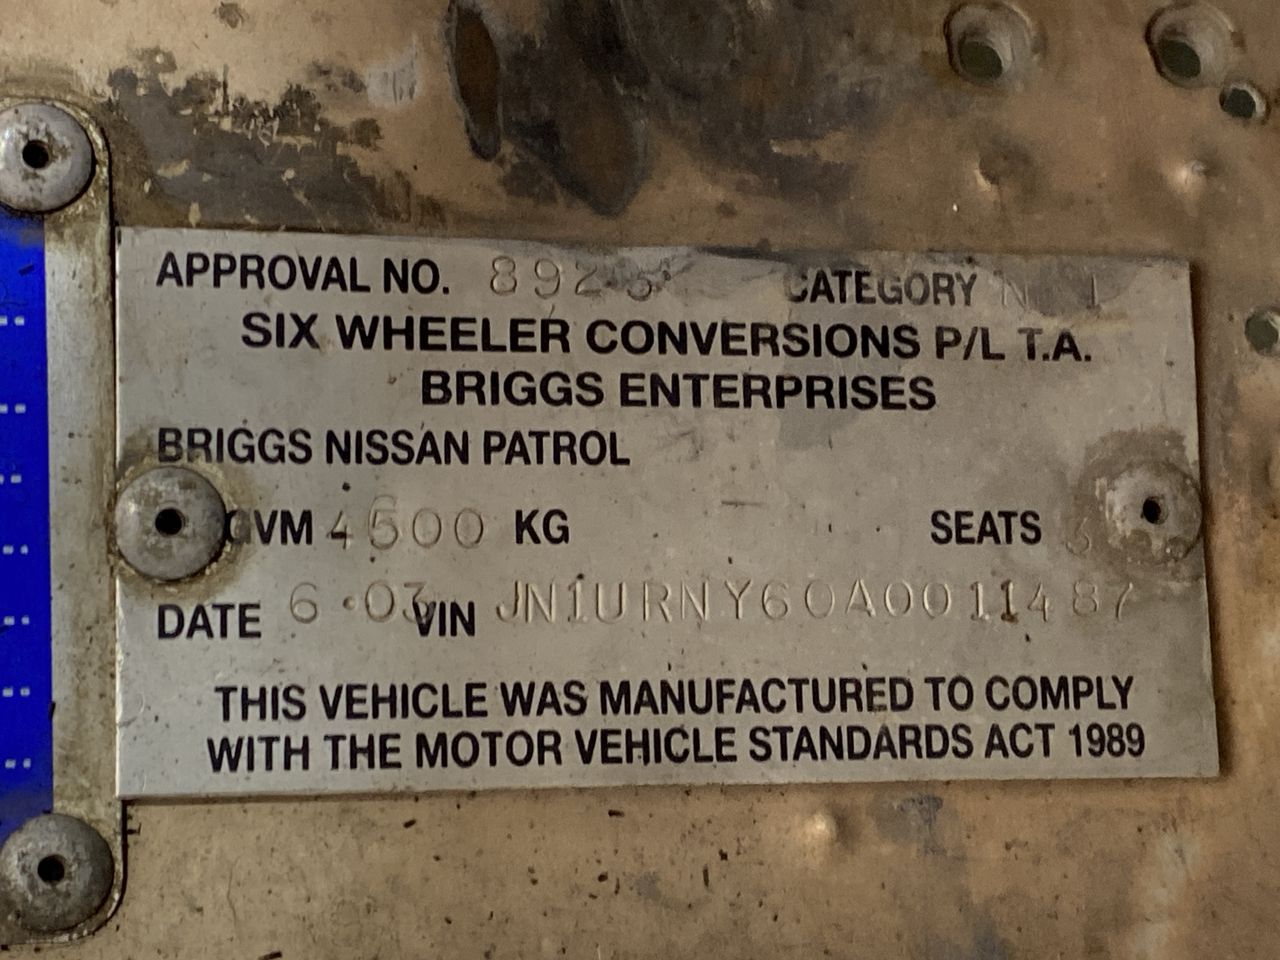 APPROVAL NO. CATEGORY
SIX WHEELER CONVERSIONS P/L T.A.
BRIGGS ENTERPRISES
BRIGGS NISSAN PATROL
GVM 4500 KG SEATS 3
DATE 6·03 VIN JN1URNY60A0011487
THIS VEHICLE WAS MANUFACTURED TO COMPLY
WITH THE MOTOR VEHICLE STANDARDS ACT 1989